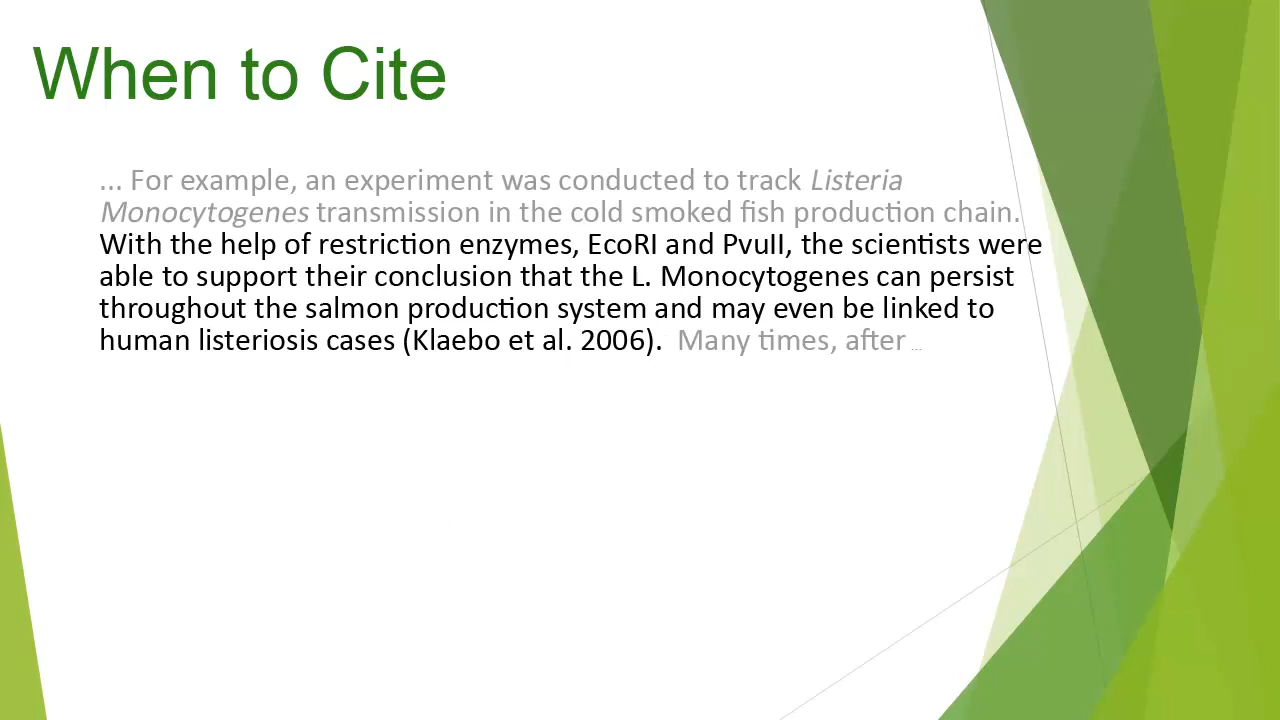 When to Cite
... For example, an experiment was conducted to track Listeria
Monocytogenes transmission in the cold smoked fish production chain.
With the help of restriction enzymes, EcoRI and PvuII, the scientists were
able to support their conclusion that the L. Monocytogenes can persist
throughout the salmon production system and may even be linked to
human listeriosis cases (Klaebo et al. 2006). Many times, after ...